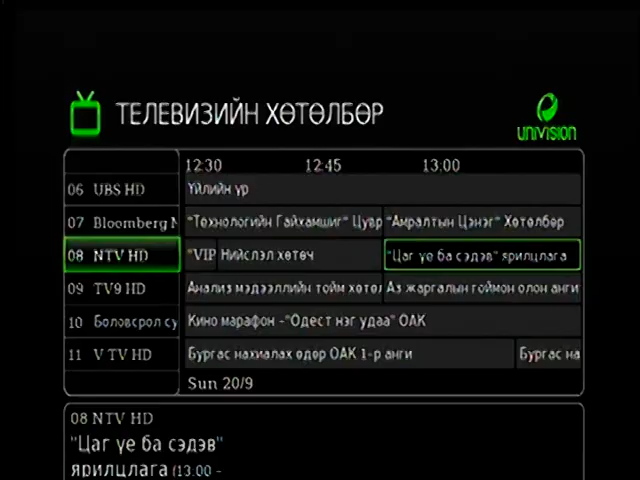 ТЕЛЕВИЗИЙН ХӨТӨЛБӨР
univision
12:30 12:45 13:00
06 UBS HD Үйлийн үр
07 Bloomberg "Технологийн Гайхамшиг" Цувр "Амралтын Цэнэг" Хөтөлбөр
08 NTV HD "VIP Нийслэл хөтөч "Цаг үе ба сэдэв" ярилцлага
09 TV9 HD Анализ мэдээллийн тойм хөтөл Аз жаргалын гоймон олон анги
10 Боловсрол су Кино марафон -"Одест нэг удаа" ОАК
11 V TV HD Бургас нахиалах өдөр ОАК 1-р анги Бургас на
Sun 20/9
08 NTV HD
"Цаг үе ба сэдэв"
ярилцлага (13:00 -